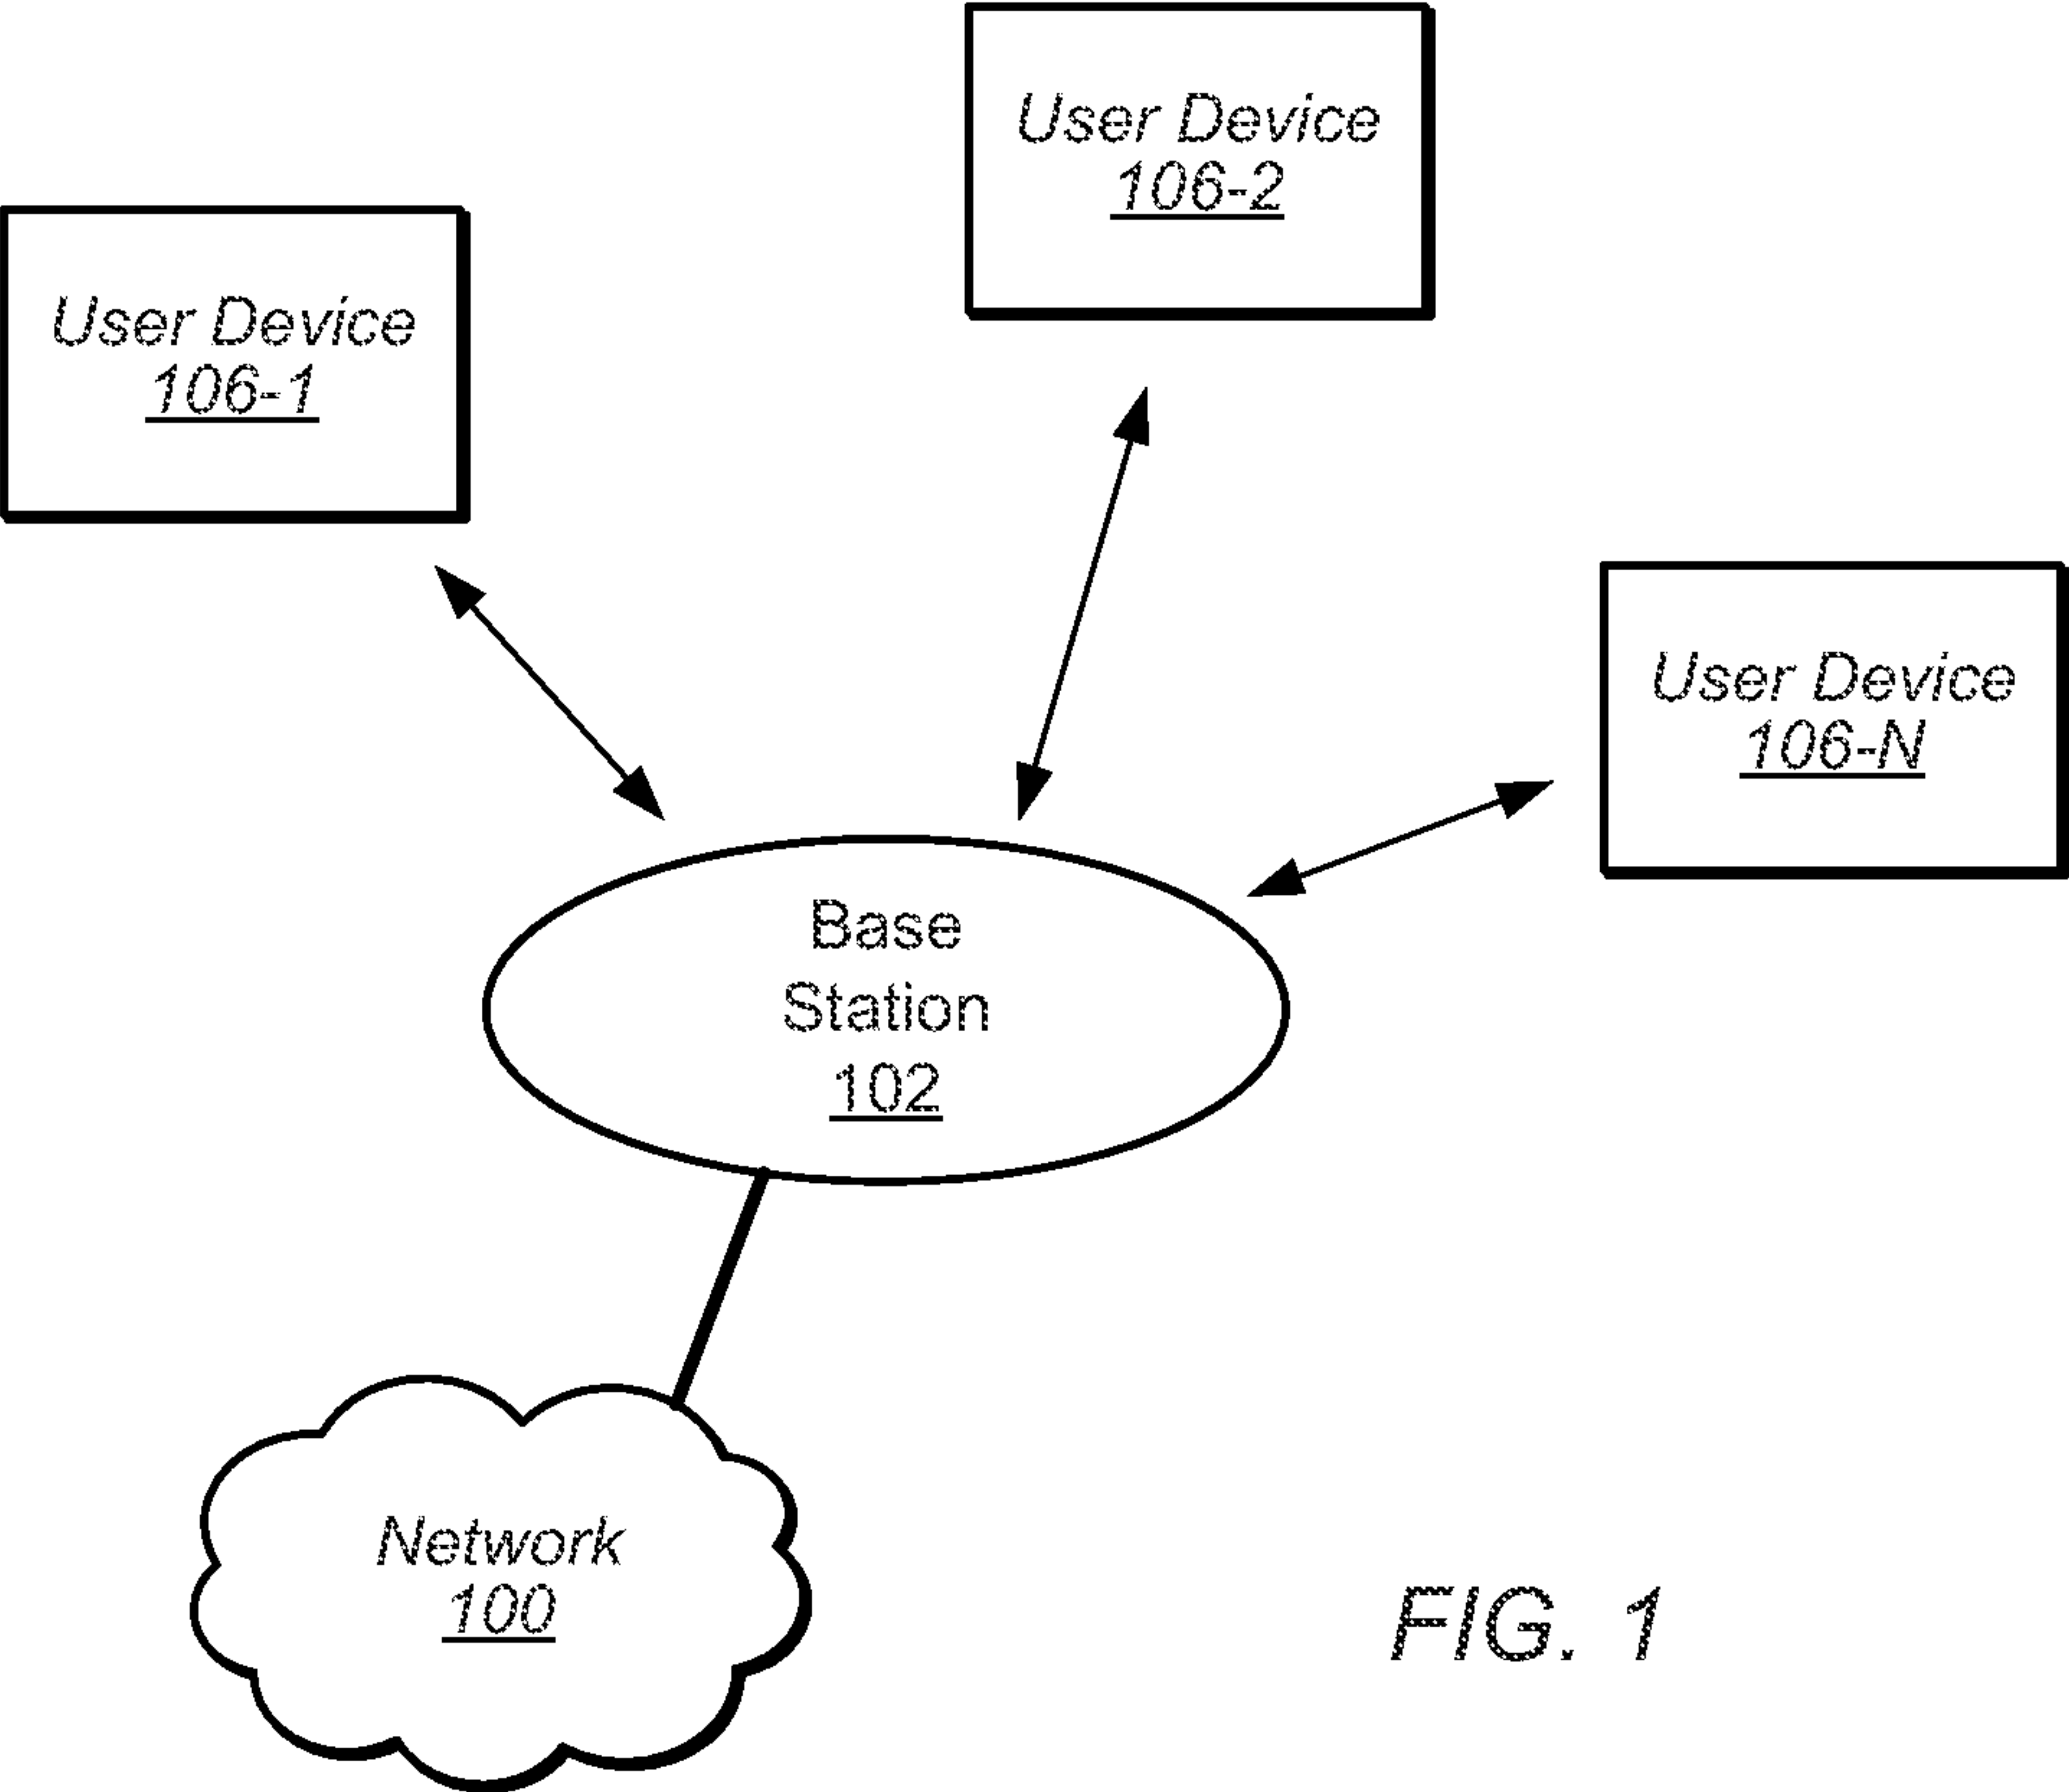 User Device
106-2
User Device
106-1
User Device
106-N
Base
Station
102
Network
100
FIG. 1